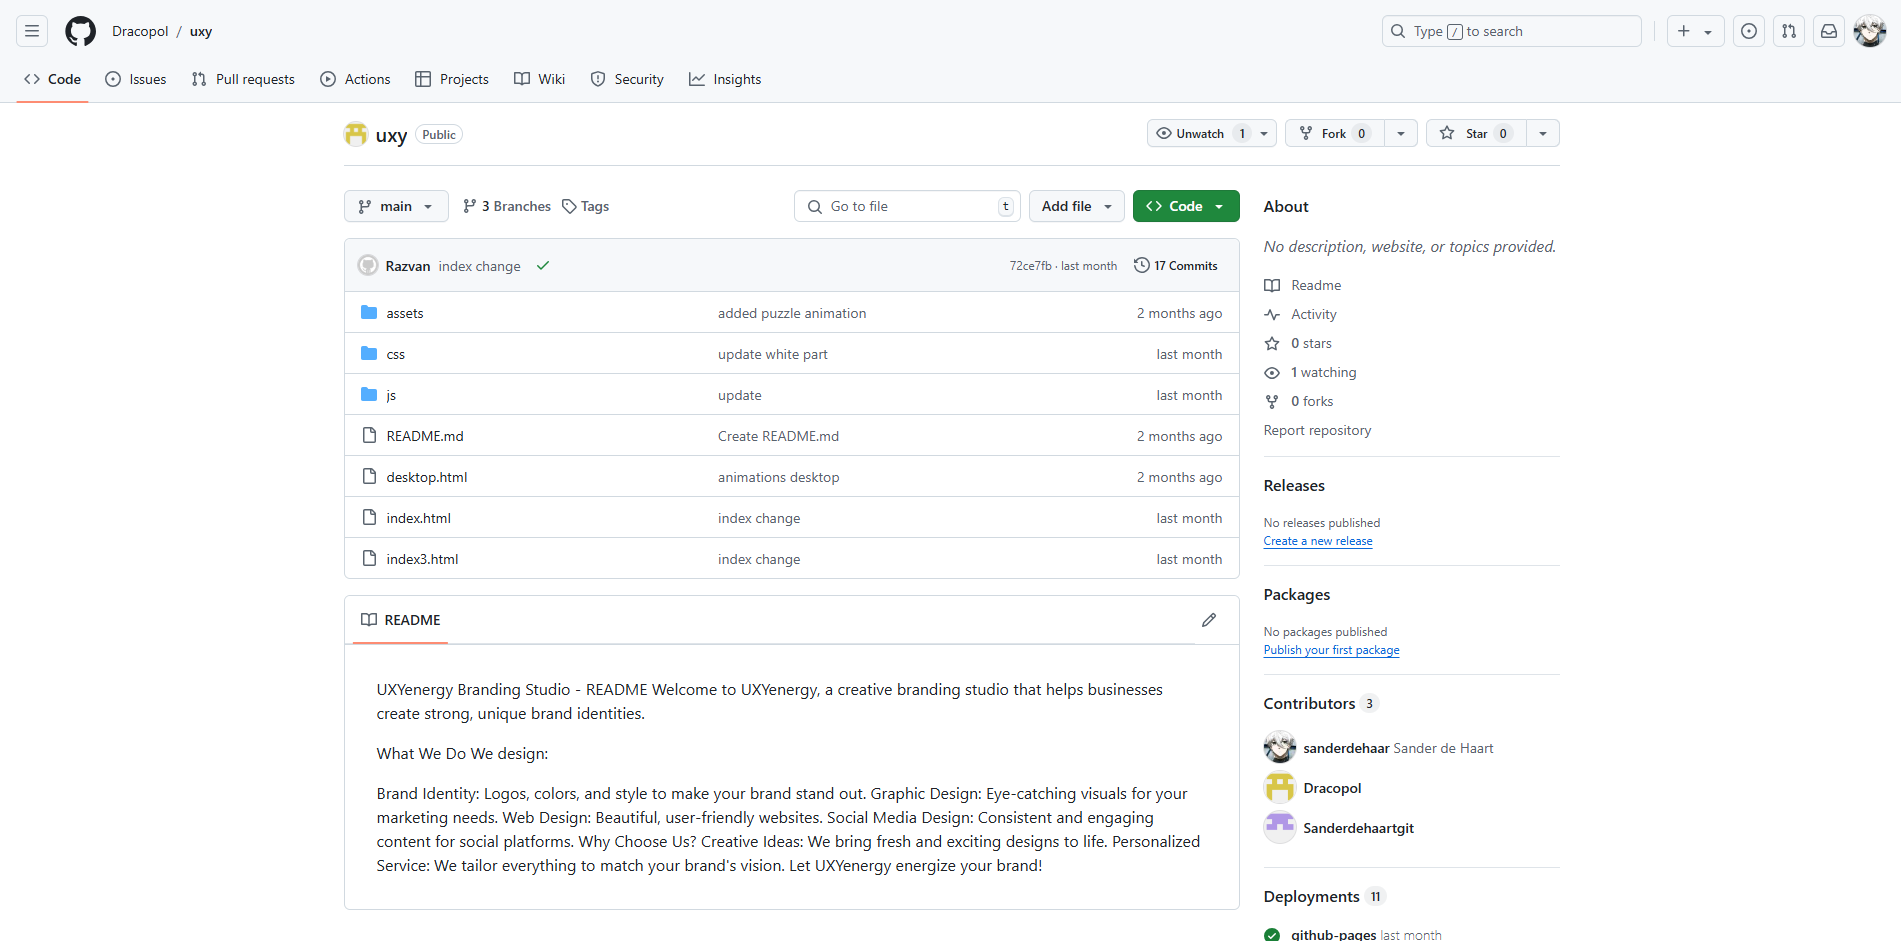 Dracopol / uxy
Type / to search
Code Issues Pull requests Actions Projects Wiki Security Insights
uxy Public
Unwatch 1 Fork 0 Star 0
main 3 Branches Tags
Go to file t Add file Code
Razvan index change 72ce7fb · last month 17 Commits
assets added puzzle animation 2 months ago
css update white part last month
js update last month
README.md Create README.md 2 months ago
desktop.html animations desktop 2 months ago
index.html index change last month
index3.html index change last month
README
UXYenergy Branding Studio - README Welcome to UXYenergy, a creative branding studio that helps businesses
create strong, unique brand identities.
What We Do We design:
Brand Identity: Logos, colors, and style to make your brand stand out. Graphic Design: Eye-catching visuals for your
marketing needs. Web Design: Beautiful, user-friendly websites. Social Media Design: Consistent and engaging
content for social platforms. Why Choose Us? Creative Ideas: We bring fresh and exciting designs to life. Personalized
Service: We tailor everything to match your brand's vision. Let UXYenergy energize your brand!
About
No description, website, or topics provided.
Readme
Activity
0 stars
1 watching
0 forks
Report repository
Releases
No releases published
Create a new release
Packages
No packages published
Publish your first package
Contributors 3
sanderdehaar Sander de Haart
Dracopol
Sanderdehaartgit
Deployments 11
github-pages last month